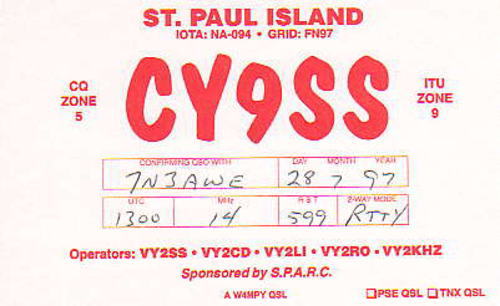 ST. PAUL ISLAND
IOTA: NA-094 • GRID: FN97
CQ ZONE 5
CY9SS
ITU ZONE 9
CONFIRMING QSO WITH DAY MONTH YEAR
7N3AWE 28 7 97
UTC MHz RST 2-WAY MODE
1300 14 599 RTTY
Operators: VY2SS • VY2CD • VY2LI • VY2RO • VY2KHZ
Sponsored by S.P.A.R.C.
A W4MPY QSL
PSE QSL TNX QSL